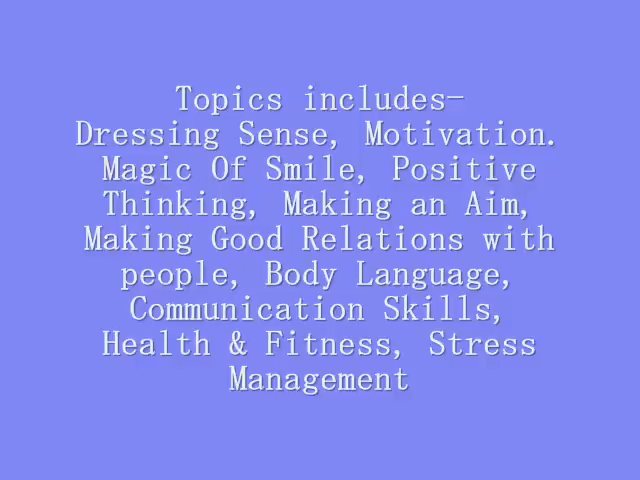 Topics includes-
Dressing Sense, Motivation.
Magic Of Smile, Positive
Thinking, Making an Aim,
Making Good Relations with
people, Body Language,
Communication Skills,
Health & Fitness, Stress
Management